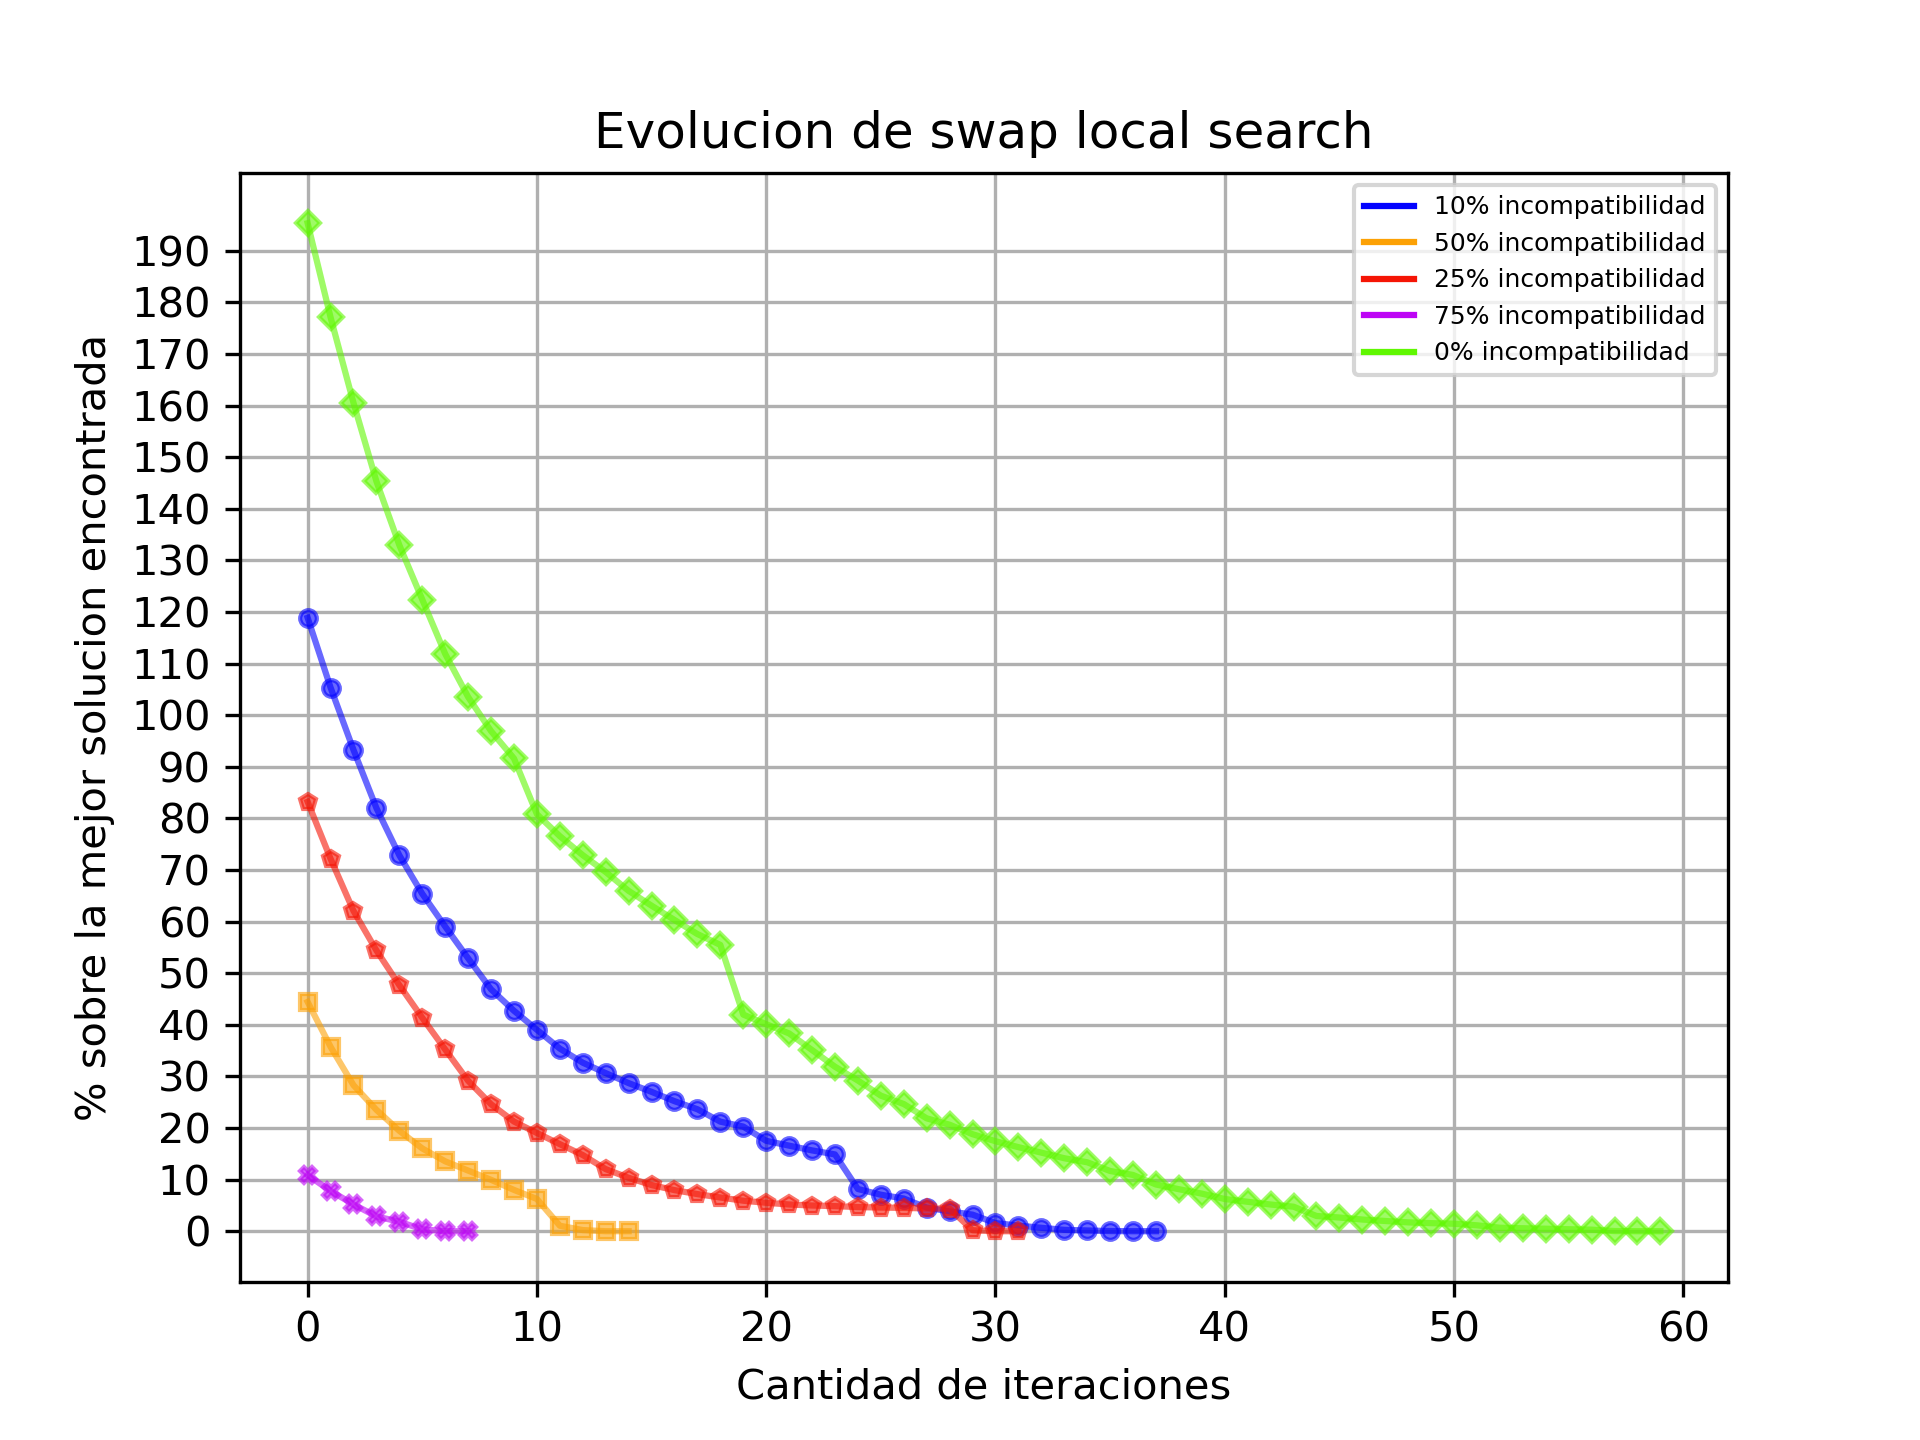 Evolucion de swap local search
% sobre la mejor solucion encontrada
190
180
170
160
150
140
130
120
110
100
90
80
70
60
50
40
30
20
10
0
10% incompatibilidad
50% incompatibilidad
25% incompatibilidad
75% incompatibilidad
0% incompatibilidad
0 10 20 30 40 50 60
Cantidad de iteraciones